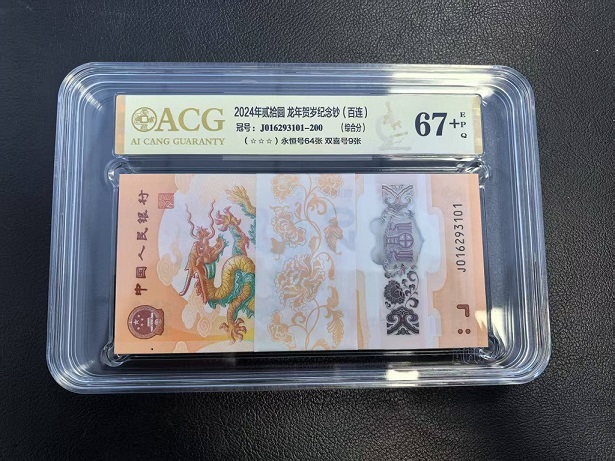 ACG
AI CANG GUARANTY
2024年贰拾圆 龙年贺岁纪念钞（百连）
冠号：J016293101-200 （综合分）
（☆☆☆）永恒号64张 双喜号9张
67+
EPQ
中国人民银行
J016293101